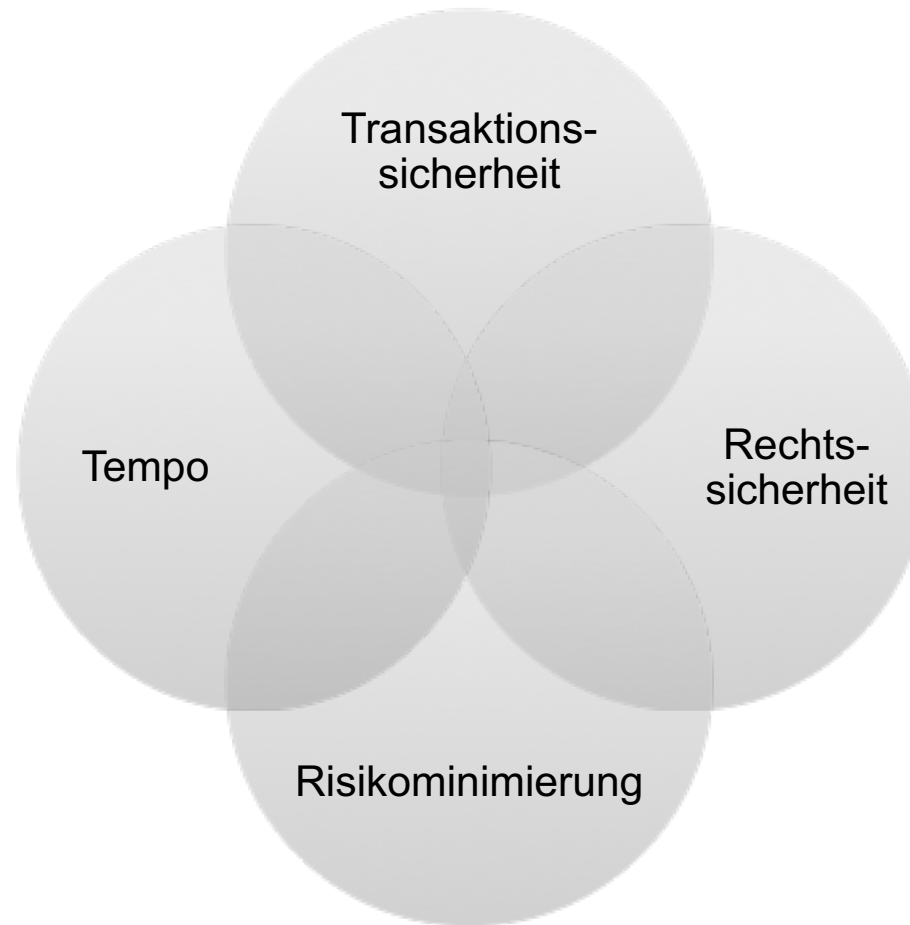 Transaktions-
sicherheit
Tempo
Rechts-
sicherheit
Risikominimierung